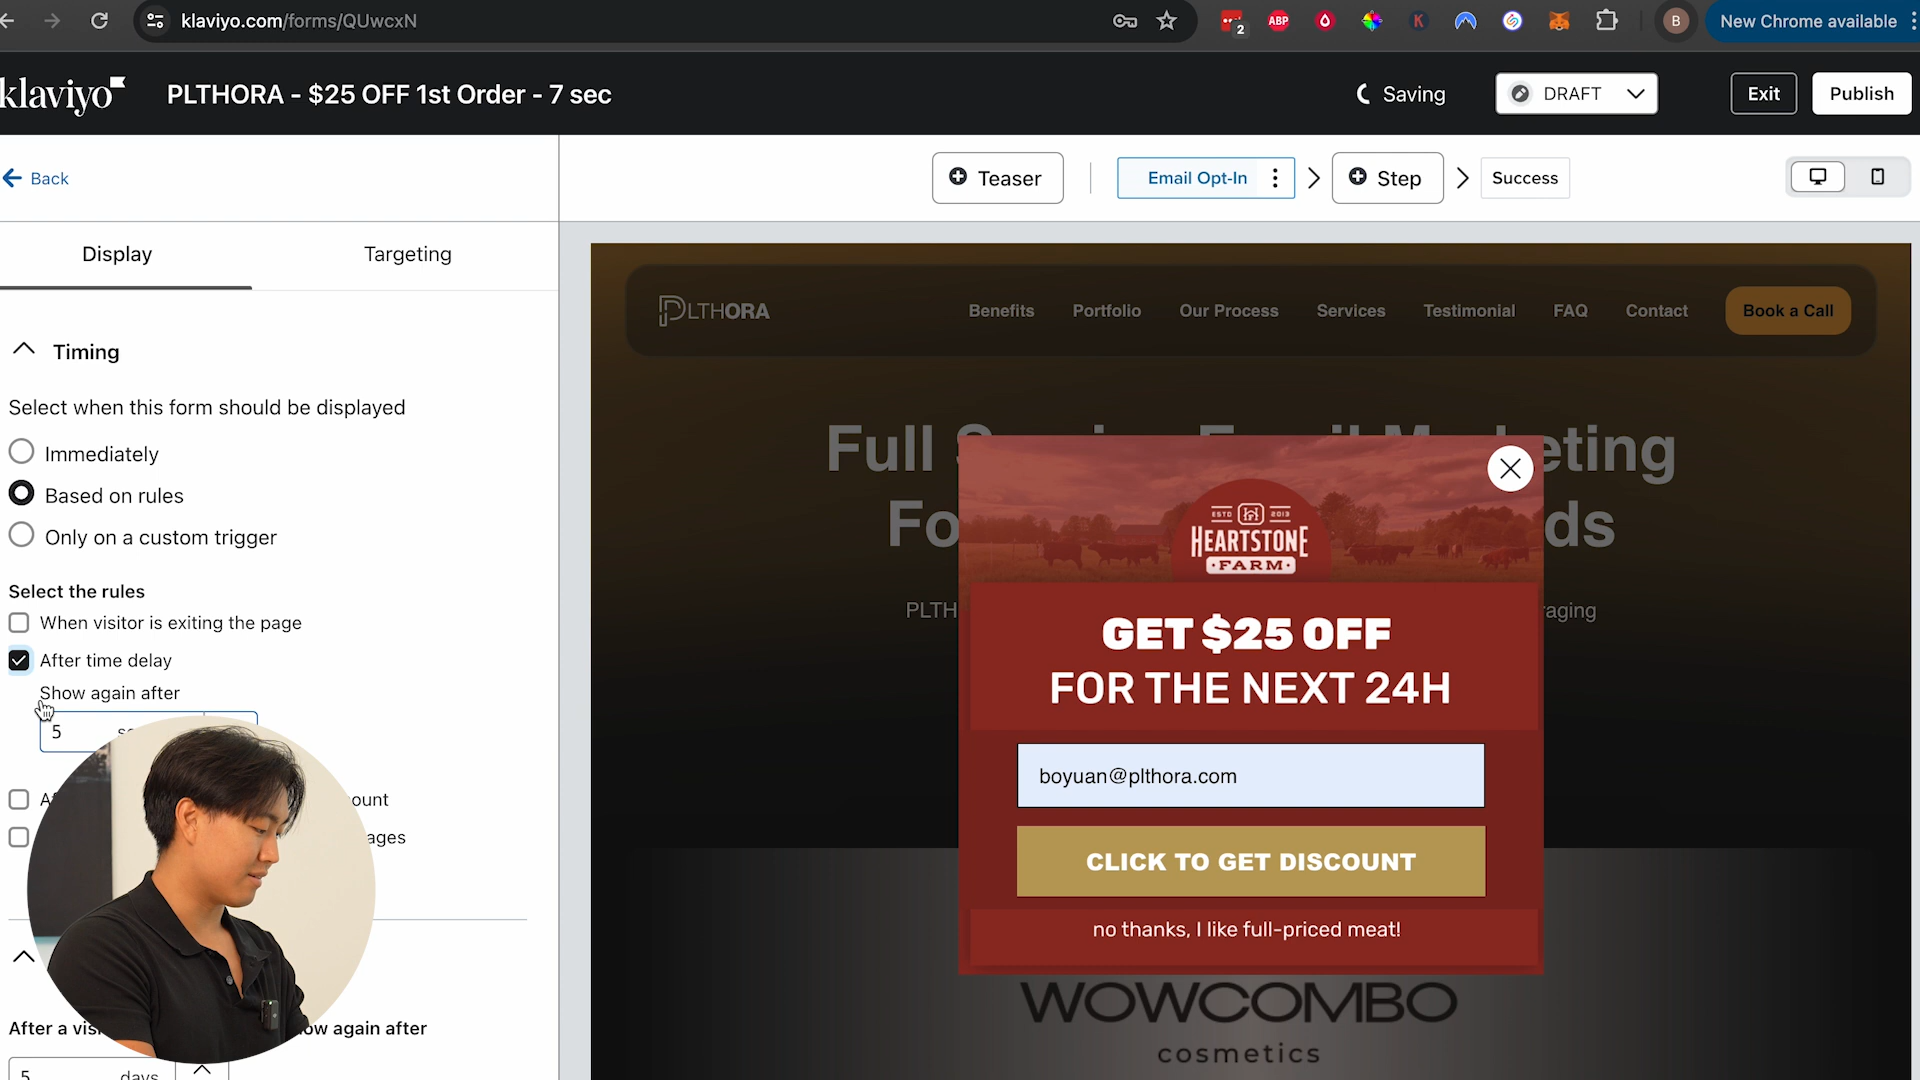 klaviyo.com/forms/QUwcxN
2
ABP
K
B
New Chrome available
klaviyo
PLTHORA - $25 OFF 1st Order - 7 sec
Saving
DRAFT
Exit
Publish
Back
Teaser
Email Opt-In
Step
Success
Display
Targeting
Timing
Select when this form should be displayed
Immediately
Based on rules
Only on a custom trigger
Select the rules
When visitor is exiting the page
After time delay
Show again after
5
After a
ow again after
5 days
PLTHORA
Benefits
Portfolio
Our Process
Services
Testimonial
FAQ
Contact
Book a Call
Full
eting
Fo
ds
PLTH
raging
ESTD 2013
HEARTSTONE
FARM
GET $25 OFF
FOR THE NEXT 24H
boyuan@plthora.com
CLICK TO GET DISCOUNT
no thanks, I like full-priced meat!
WOWCOMBO
cosmetics